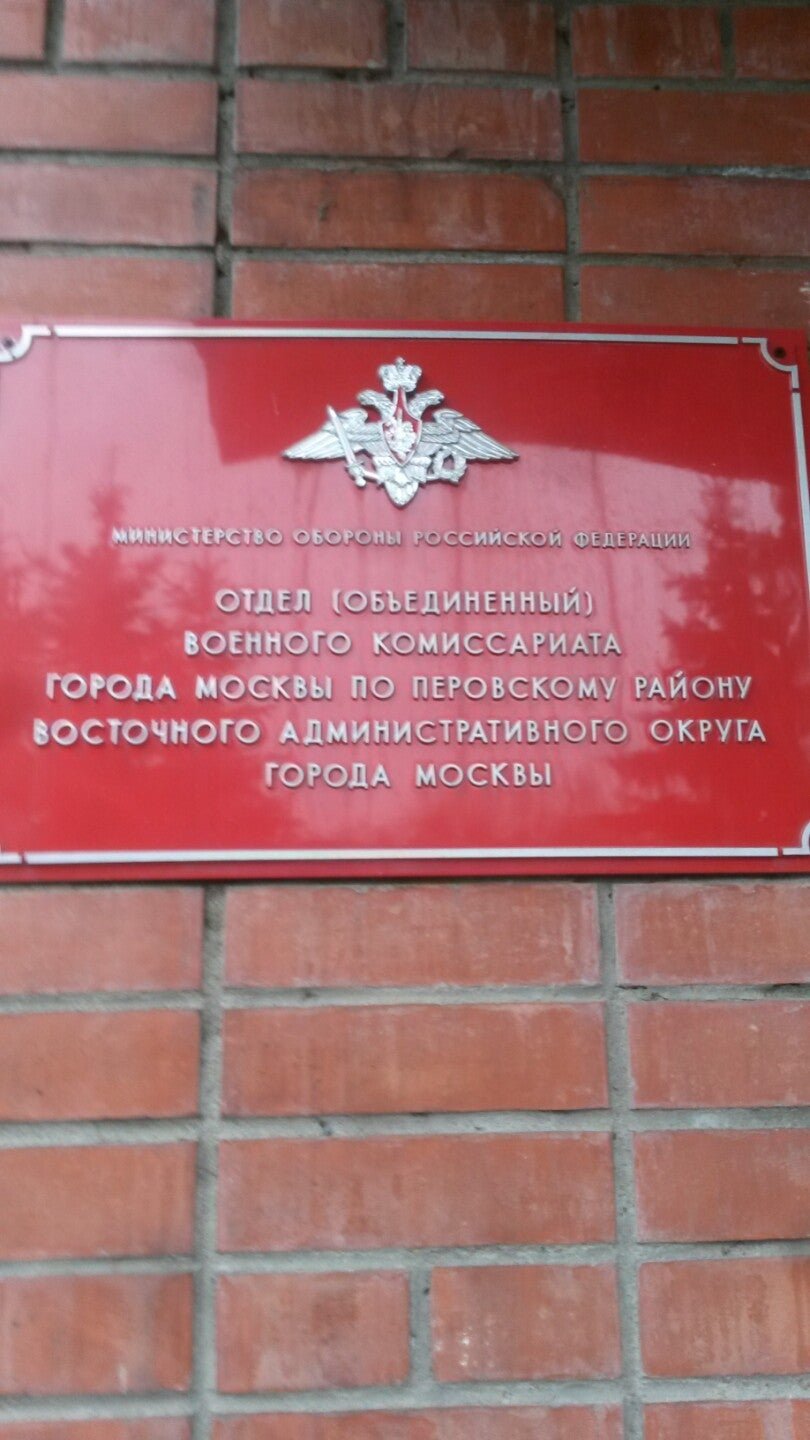 МИНИСТЕРСТВО ОБОРОНЫ РОССИЙСКОЙ ФЕДЕРАЦИИ
ОТДЕЛ (ОБЪЕДИНЕННЫЙ)
ВОЕННОГО КОМИССАРИАТА
ГОРОДА МОСКВЫ ПО ПЕРОВСКОМУ РАЙОНУ
ВОСТОЧНОГО АДМИНИСТРАТИВНОГО ОКРУГА
ГОРОДА МОСКВЫ